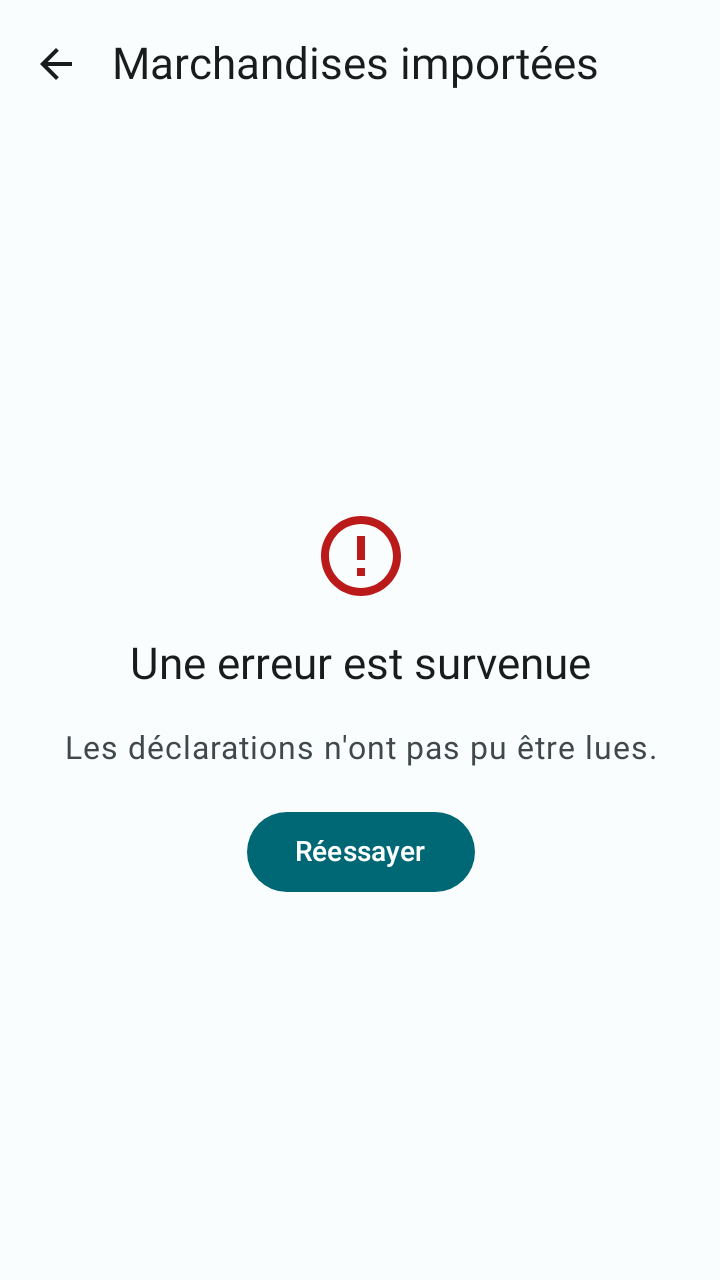 Marchandises importées
Une erreur est survenue
Les déclarations n'ont pas pu être lues.
Réessayer